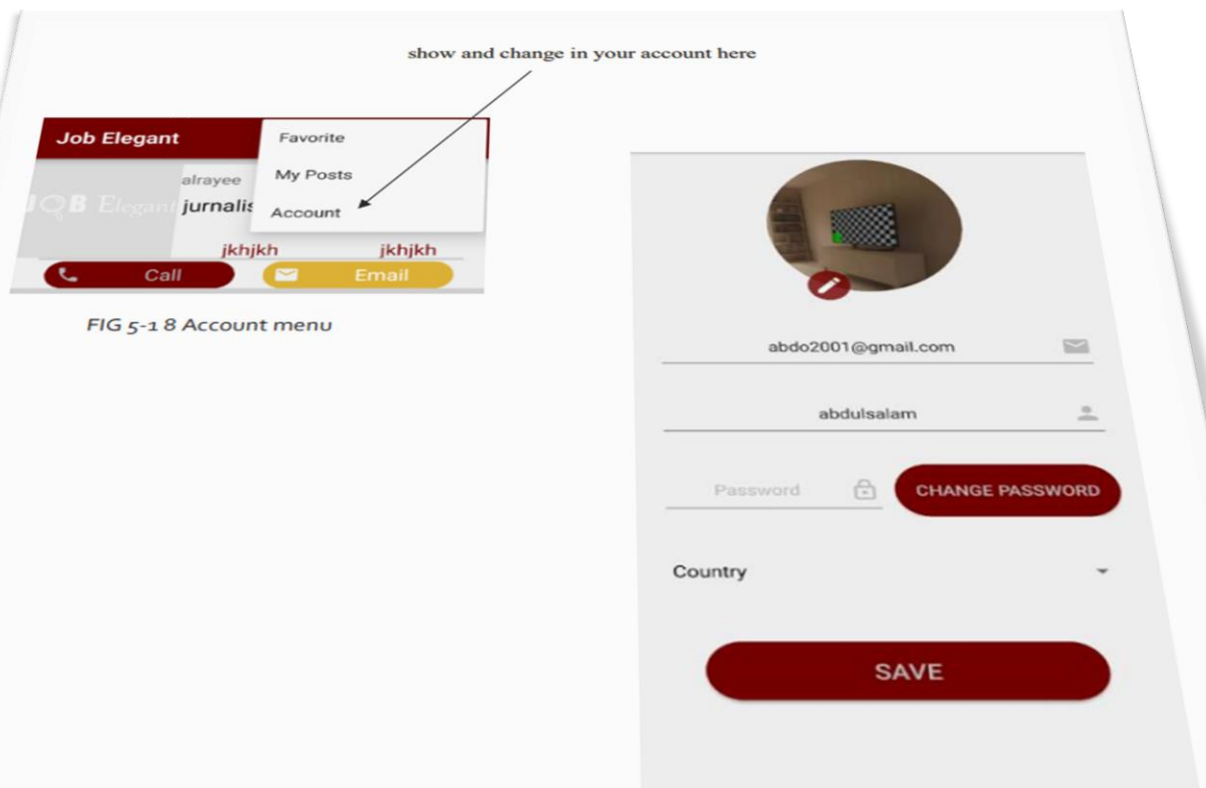 show and change in your account here
Job Elegant
Favorite
My Posts
Account
alrayee
JOB Elegant
jurnalis
jkhjkh jkhjkh
Call Email
FIG 5-1 8 Account menu
abdo2001@gmail.com
abdulsalam
Password CHANGE PASSWORD
Country
SAVE